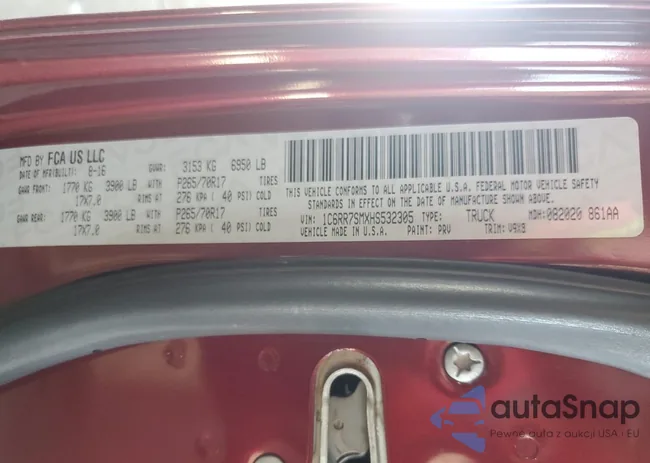 MFD BY FCA US LLC
DATE OF MFR(BUILT): 8-16 GVWR: 3153 KG 6950 LB
GAWR FRONT: 1770 KG 3900 LB WITH P265/70R17 TIRES
17X7.0 RIMS AT 276 KPA ( 40 PSI) COLD
GAWR REAR: 1770 KG 3900 LB WITH P265/70R17 TIRES
17X7.0 RIMS AT 276 KPA ( 40 PSI) COLD
THIS VEHICLE CONFORMS TO ALL APPLICABLE U.S.A. FEDERAL MOTOR VEHICLE SAFETY
STANDARDS IN EFFECT ON THE DATE OF MANUFACTURE SHOWN ABOVE.
VIN: 1C6RR7SMXHS532305 TYPE: TRUCK MDH: 082020 861AA
VEHICLE MADE IN U.S.A. PAINT: PRV TRIM: V9X9
autaSnap
Pewne auta z aukcji USA · EU